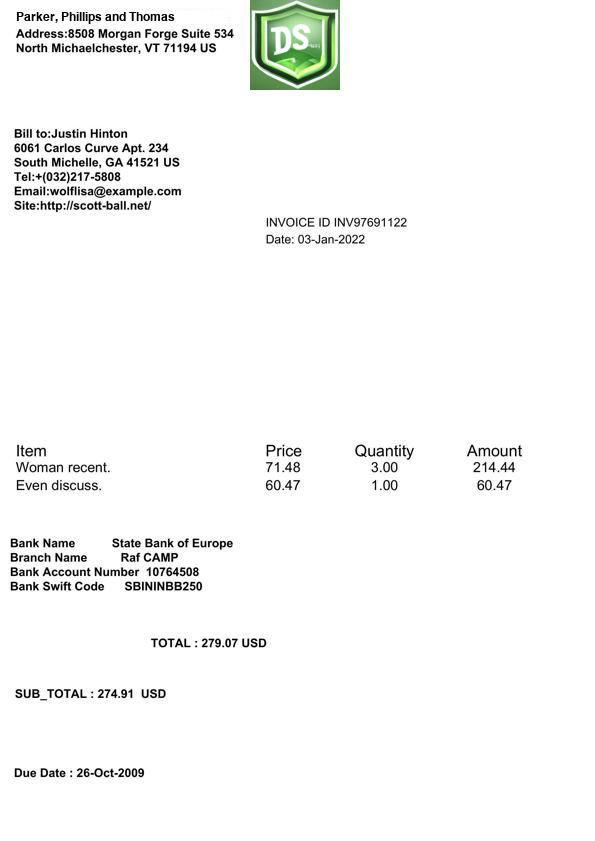 Parker, Phillips and Thomas
Address:8508 Morgan Forge Suite 534
North Michaelchester, VT 71194 US
DS
Bill to:Justin Hinton
6061 Carlos Curve Apt. 234
South Michelle, GA 41521 US
Tel:+(032)217-5808
Email:wolflisa@example.com
Site:http://scott-ball.net/
INVOICE ID INV97691122
Date: 03-Jan-2022
Item Price Quantity Amount
Woman recent. 71.48 3.00 214.44
Even discuss. 60.47 1.00 60.47
Bank Name State Bank of Europe
Branch Name Raf CAMP
Bank Account Number 10764508
Bank Swift Code SBININBB250
TOTAL : 279.07 USD
SUB_TOTAL : 274.91 USD
Due Date : 26-Oct-2009